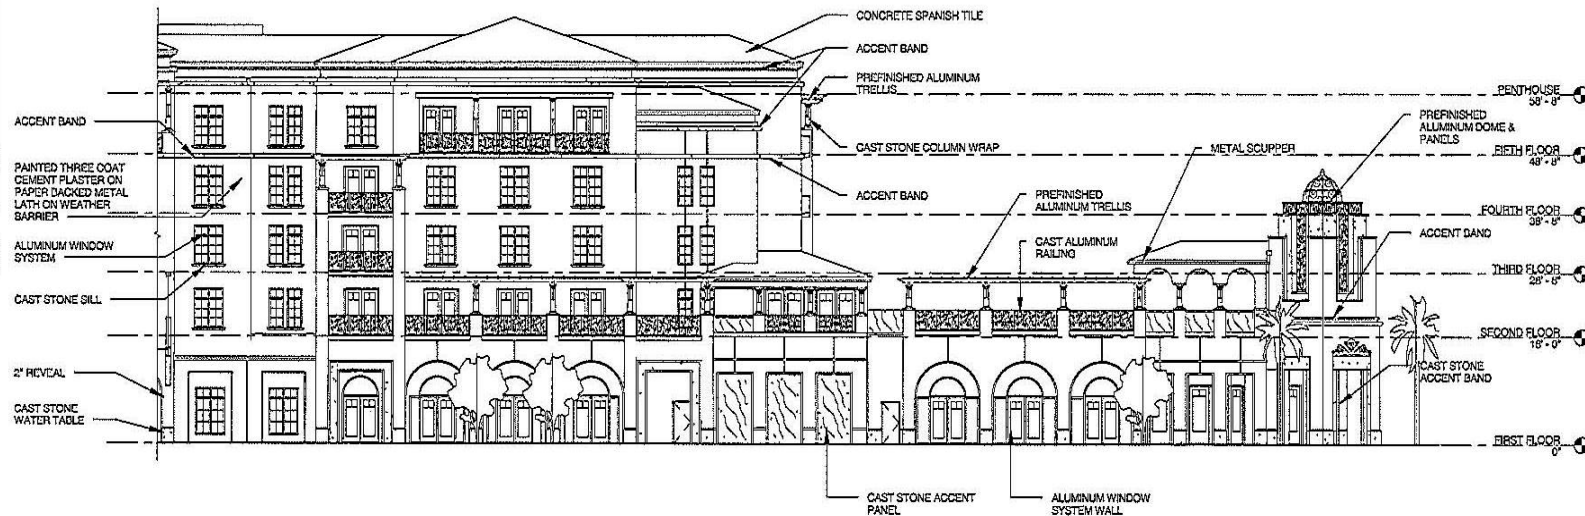 CONCRETE SPANISH TILE
ACCENT BAND
PREFINISHED ALUMINUM
TRELLIS
PENTHOUSE
58' - 8"
PREFINISHED
ALUMINUM DOME &
PANELS
ACCENT BAND
CAST STONE COLUMN WRAP
METAL SCUPPER
FIFTH FLOOR
48' - 8"
PAINTED THREE COAT
CEMENT PLASTER ON
PAPER BACKED METAL
LATH ON WEATHER
BARRIER
ACCENT BAND
PREFINISHED
ALUMINUM TRELLIS
FOURTH FLOOR
38' - 8"
ACCENT BAND
ALUMINUM WINDOW
SYSTEM
CAST ALUMINUM
RAILING
THIRD FLOOR
28' - 8"
CAST STONE SILL
SECOND FLOOR
18' - 0"
2" REVEAL
CAST STONE
ACCENT BAND
CAST STONE
WATER TABLE
FIRST FLOOR
0"
CAST STONE ACCENT
PANEL
ALUMINUM WINDOW
SYSTEM WALL